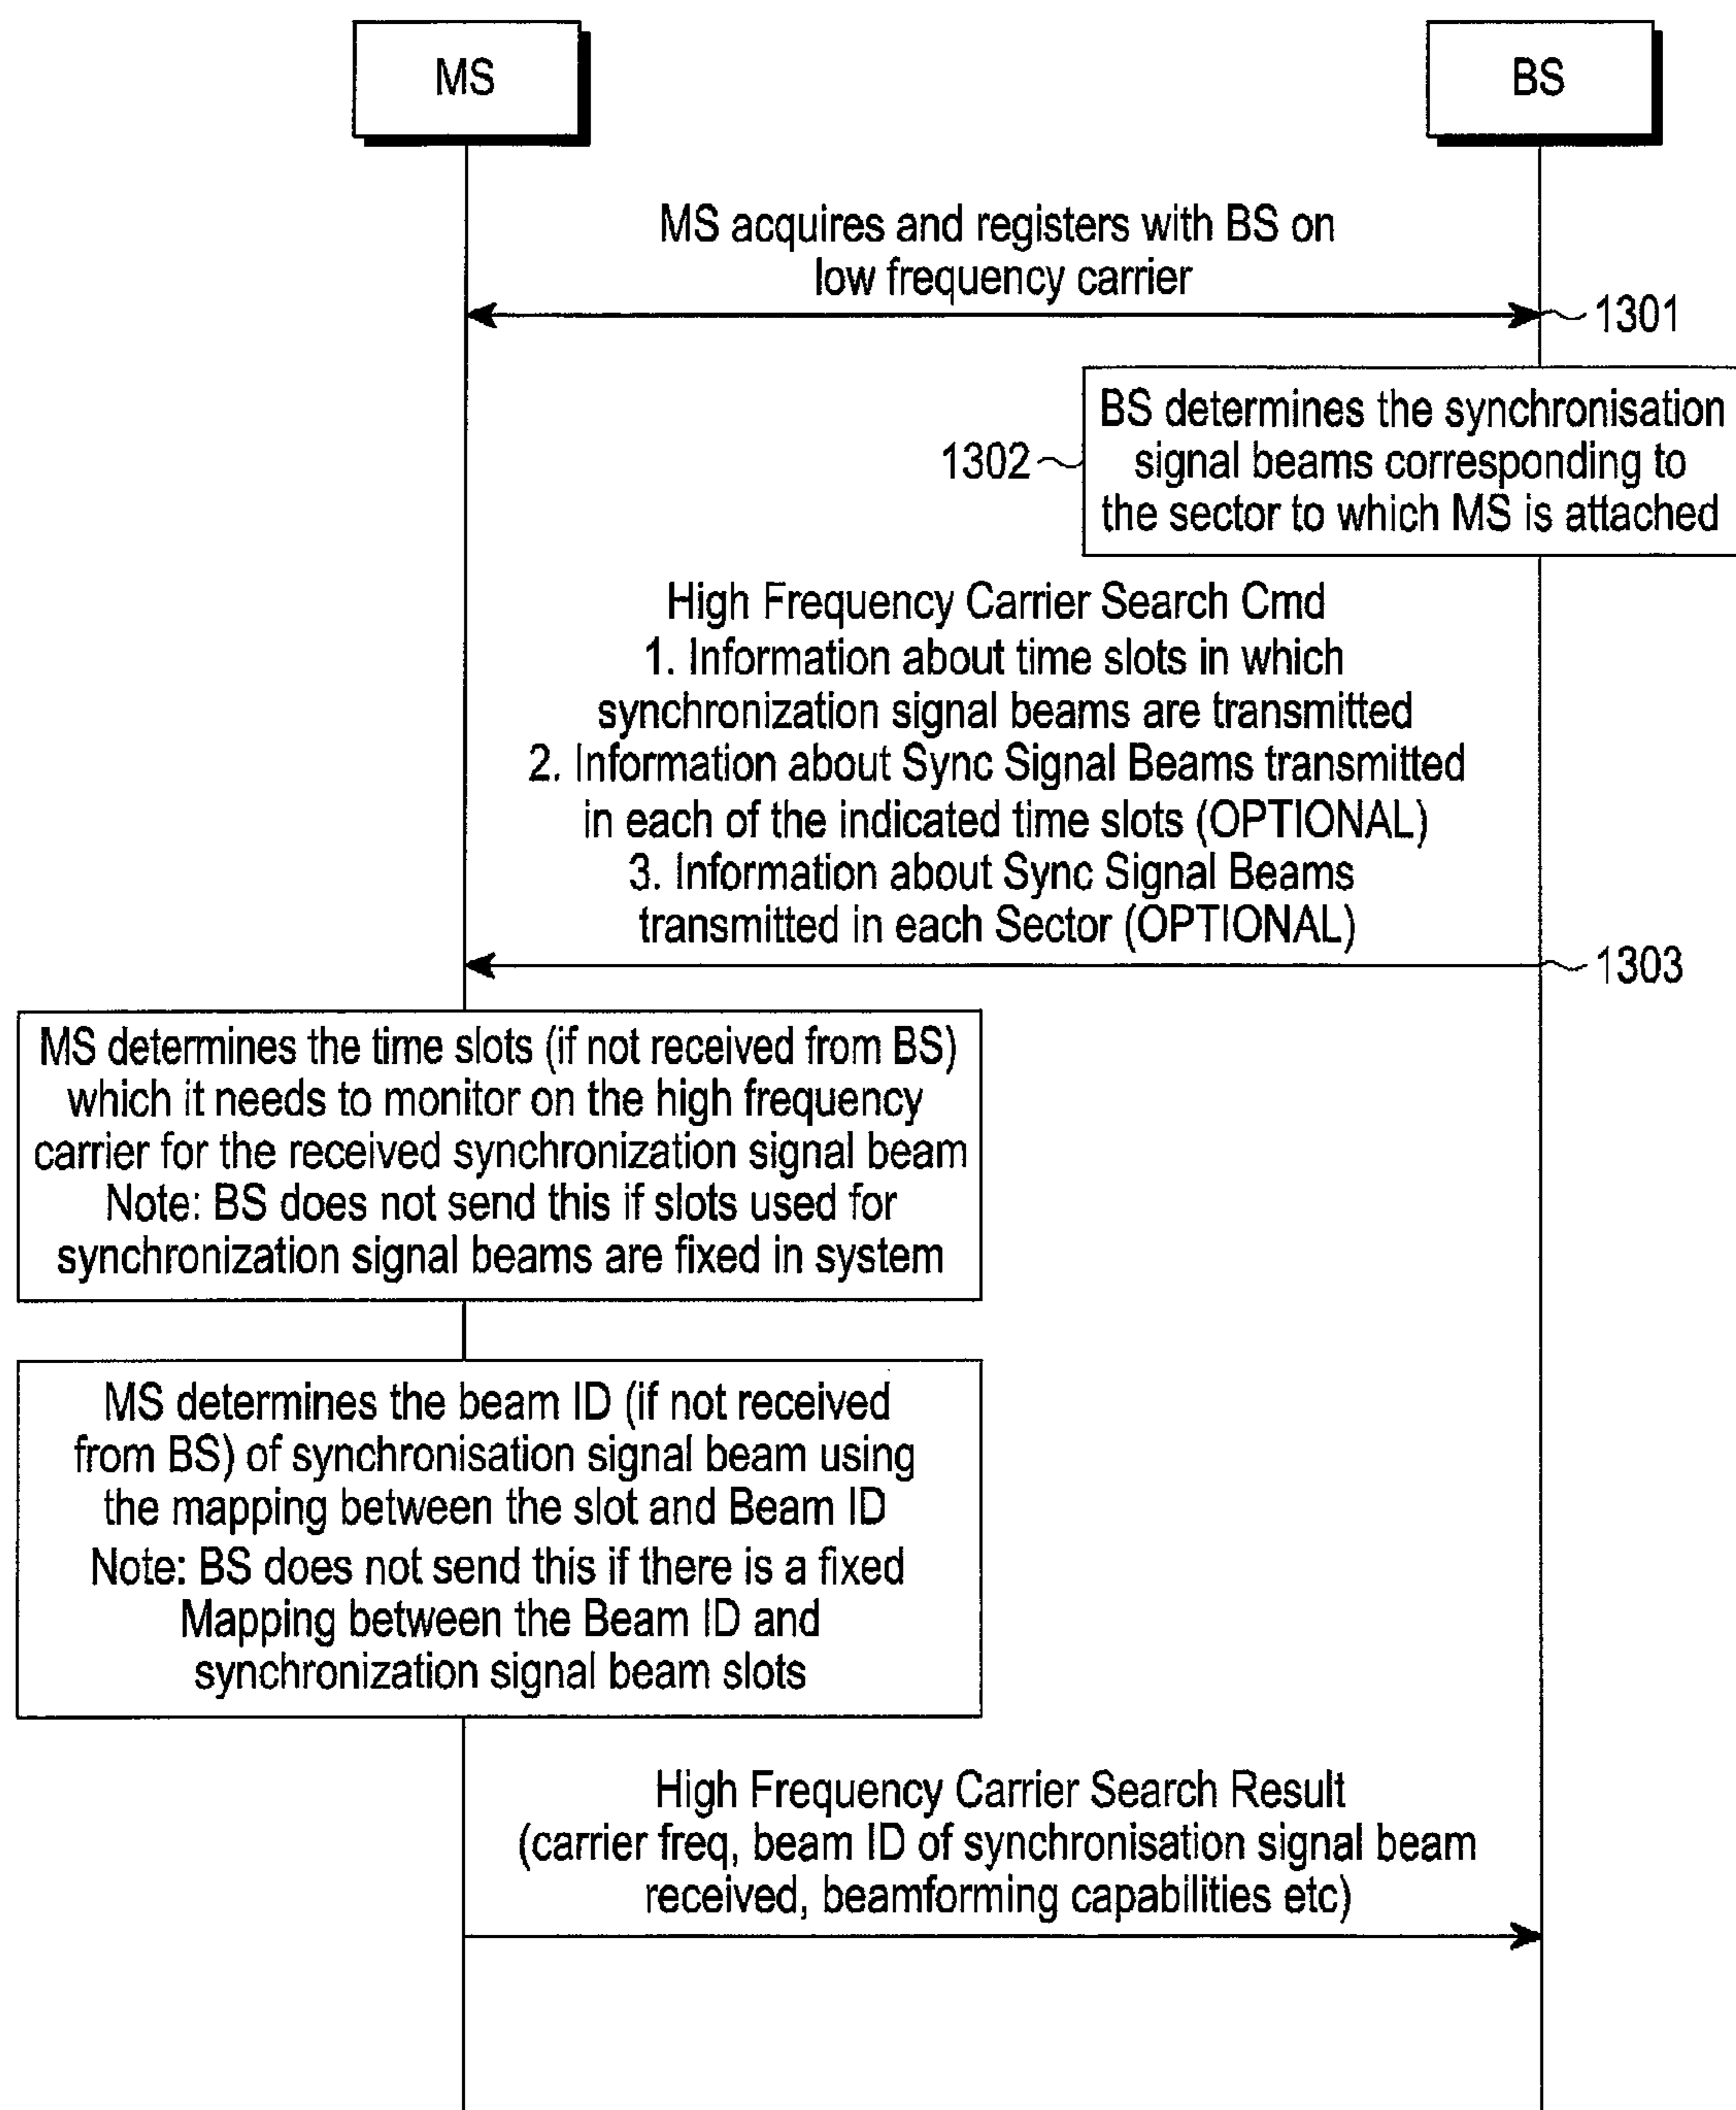 MS
BS
MS acquires and registers with BS on
low frequency carrier
1301
BS determines the synchronisation
signal beams corresponding to
the sector to which MS is attached
1302
High Frequency Carrier Search Cmd
1. Information about time slots in which
synchronization signal beams are transmitted
2. Information about Sync Signal Beams transmitted
in each of the indicated time slots (OPTIONAL)
3. Information about Sync Signal Beams
transmitted in each Sector (OPTIONAL)
1303
MS determines the time slots (if not received from BS)
which it needs to monitor on the high frequency
carrier for the received synchronization signal beam
Note: BS does not send this if slots used for
synchronization signal beams are fixed in system
MS determines the beam ID (if not received
from BS) of synchronisation signal beam using
the mapping between the slot and Beam ID
Note: BS does not send this if there is a fixed
Mapping between the Beam ID and
synchronization signal beam slots
High Frequency Carrier Search Result
(carrier freq, beam ID of synchronisation signal beam
received, beamforming capabilities etc)